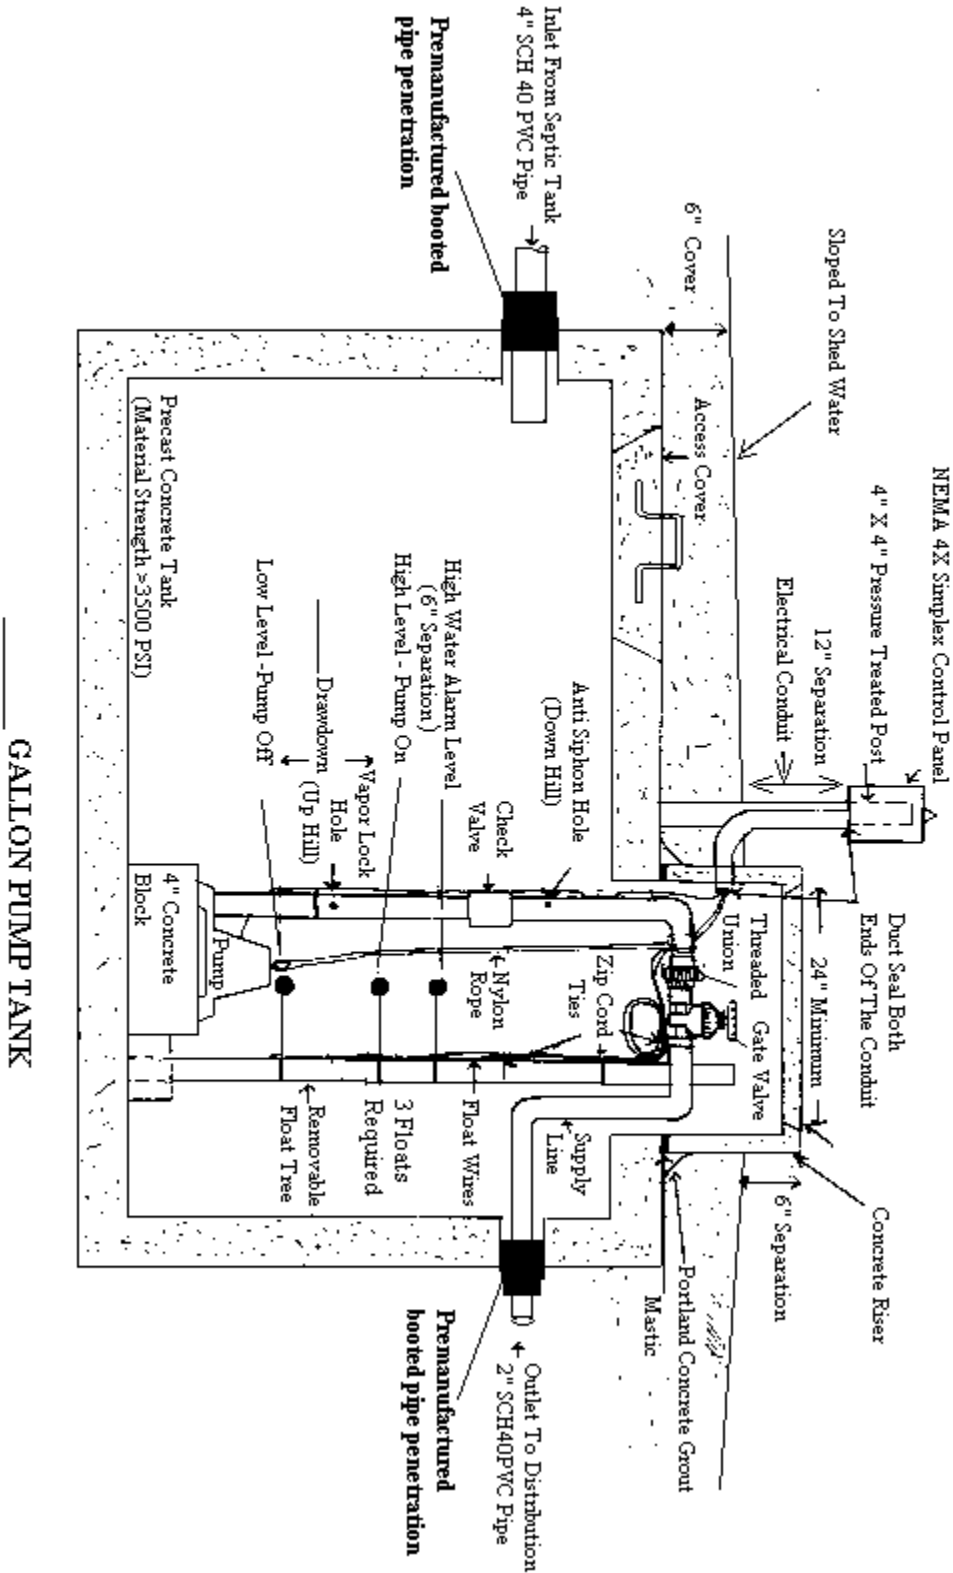 NEMA 4X Simplex Control Panel
4" X 4" Pressure Treated Post
Sloped To Shed Water
12" Separation
Electrical Conduit
Duct Seal Both
Ends Of The Conduit
Concrete Riser
24" Minimum
6" Separation
6" Cover
Access Cover
Threaded
Union
Gate Valve
Portland Concrete Grout
Mastic
Inlet From Septic Tank
4" SCH 40 PVC Pipe
Premanufactured booted
pipe penetration
Anti Siphon Hole
(Down Hill)
Check
Valve
Zip Cord
Ties
Nylon
Rope
Supply
Line
Outlet To Distribution
2" SCH40PVC Pipe
Premanufactured
booted pipe penetration
High Water Alarm Level
(6" Separation)
High Level - Pump On
Float Wires
3 Floats
Required
Vapor Lock
Hole
(Up Hill)
Drawdown
Low Level -Pump Off
Removable
Float Tree
Pump
4" Concrete
Block
Precast Concrete Tank
(Material Strength >3500 PSI)
GALLON PUMP TANK